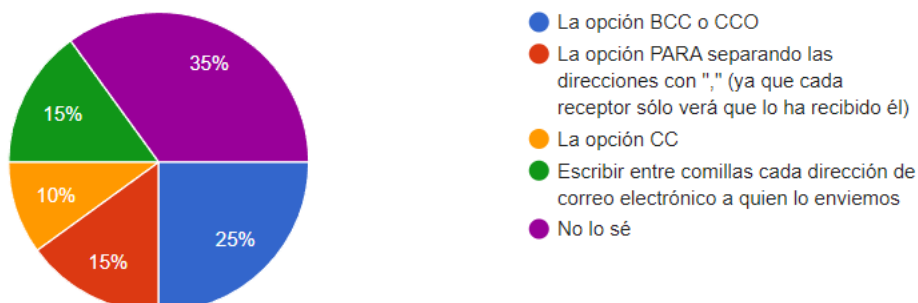 35%
15%
10%
15%
25%
La opción BCC o CCO
La opción PARA separando las
direcciones con "," (ya que cada
receptor sólo verá que lo ha recibido él)
La opción CC
Escribir entre comillas cada dirección de
correo electrónico a quien lo enviemos
No lo sé